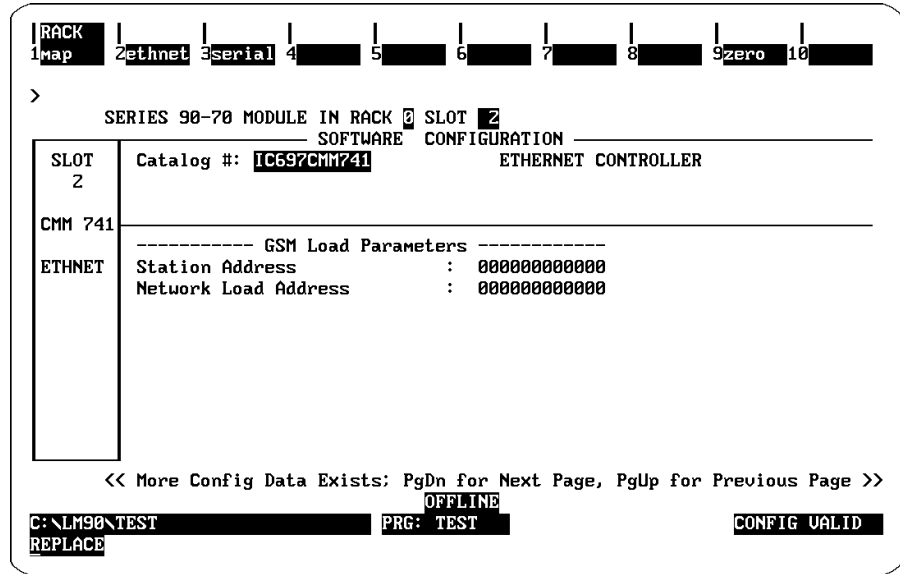 RACK
1map 2ethnet 3serial 4 5 6 7 8 9zero 10
>
SERIES 90-70 MODULE IN RACK 0 SLOT 2
SOFTWARE CONFIGURATION
SLOT Catalog #: IC697CMM741 ETHERNET CONTROLLER
2
CMM 741
----------- GSM Load Parameters ------------
ETHNET Station Address : 000000000000
Network Load Address : 000000000000
<< More Config Data Exists; PgDn for Next Page, PgUp for Previous Page >>
OFFLINE
C:\LM90\TEST PRG: TEST CONFIG VALID
REPLACE